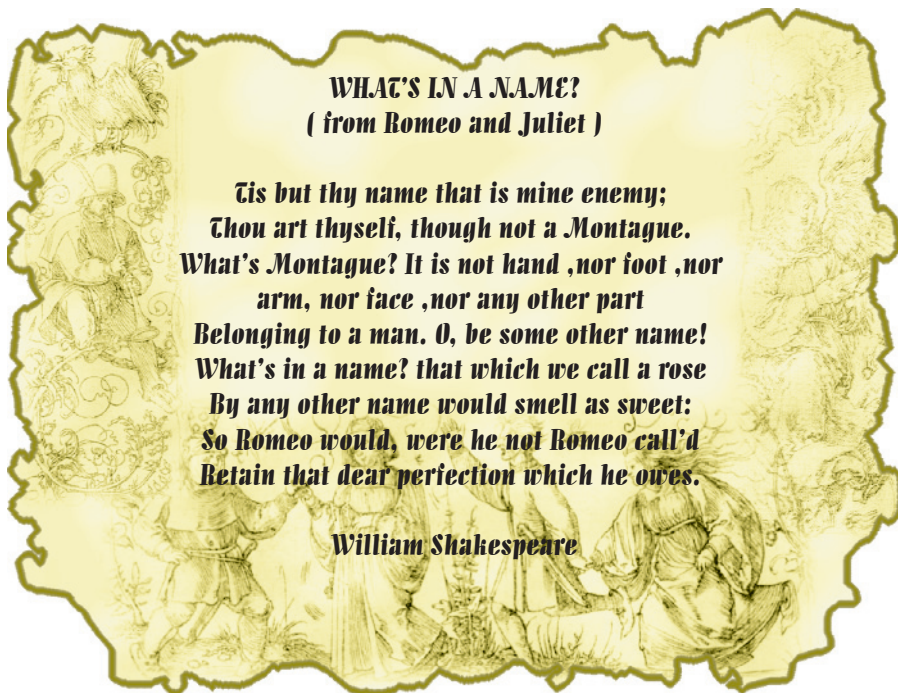 WHAT'S IN A NAME?
( from Romeo and Juliet )
Tis but thy name that is mine enemy;
Thou art thyself, though not a Montague.
What's Montague? It is not hand ,nor foot ,nor
arm, nor face ,nor any other part
Belonging to a man. O, be some other name!
What's in a name? that which we call a rose
By any other name would smell as sweet:
So Romeo would, were he not Romeo call'd
Retain that dear perfection which he owes.
William Shakespeare